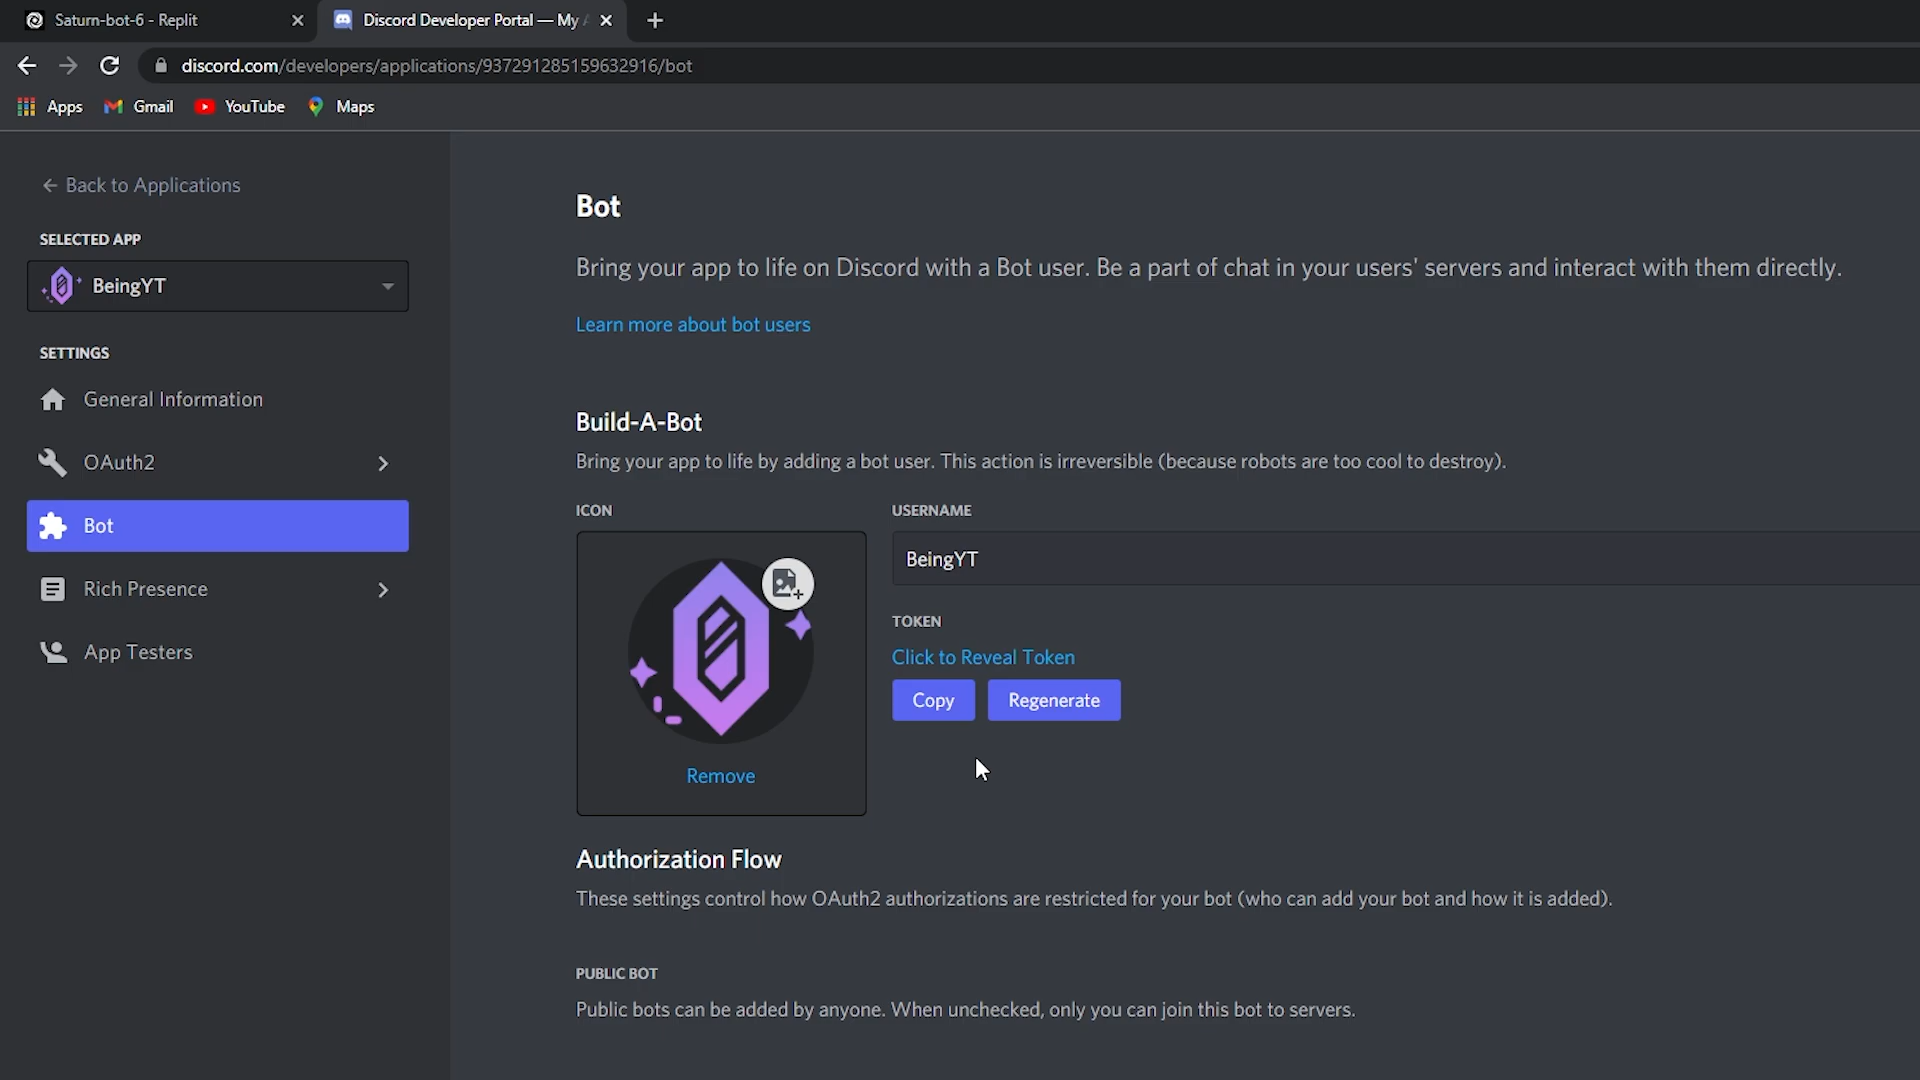 Saturn-bot-6 - Replit
Discord Developer Portal — My
discord.com/developers/applications/937291285159632916/bot
Apps
Gmail
YouTube
Maps
Back to Applications
SELECTED APP
BeingYT
SETTINGS
General Information
OAuth2
Bot
Rich Presence
App Testers
Bot
Bring your app to life on Discord with a Bot user. Be a part of chat in your users' servers and interact with them directly.
Learn more about bot users
Build-A-Bot
Bring your app to life by adding a bot user. This action is irreversible (because robots are too cool to destroy).
ICON
Remove
USERNAME
BeingYT
TOKEN
Click to Reveal Token
Copy
Regenerate
Authorization Flow
These settings control how OAuth2 authorizations are restricted for your bot (who can add your bot and how it is added).
PUBLIC BOT
Public bots can be added by anyone. When unchecked, only you can join this bot to servers.